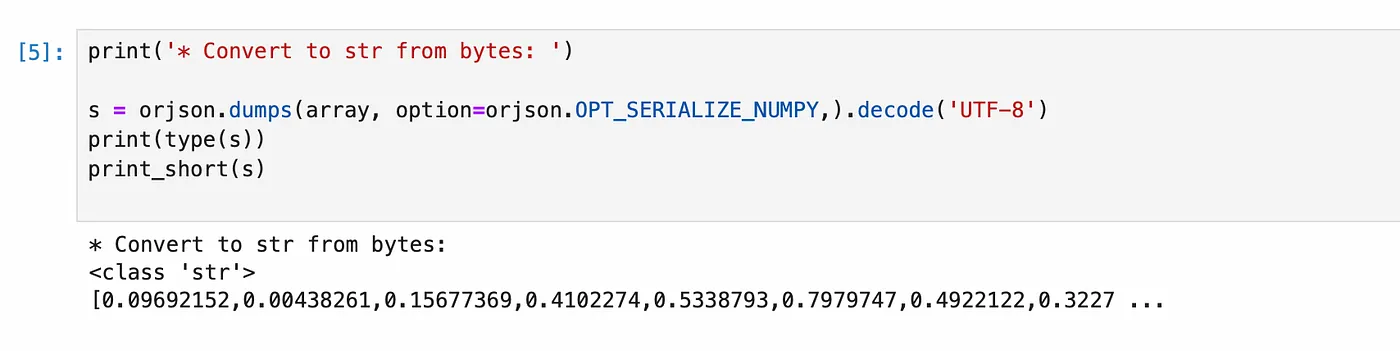 [5]: print('* Convert to str from bytes: ')
s = orjson.dumps(array, option=orjson.OPT_SERIALIZE_NUMPY,).decode('UTF-8')
print(type(s))
print_short(s)
* Convert to str from bytes:
<class 'str'>
[0.09692152,0.00438261,0.15677369,0.4102274,0.5338793,0.7979747,0.4922122,0.3227 ...